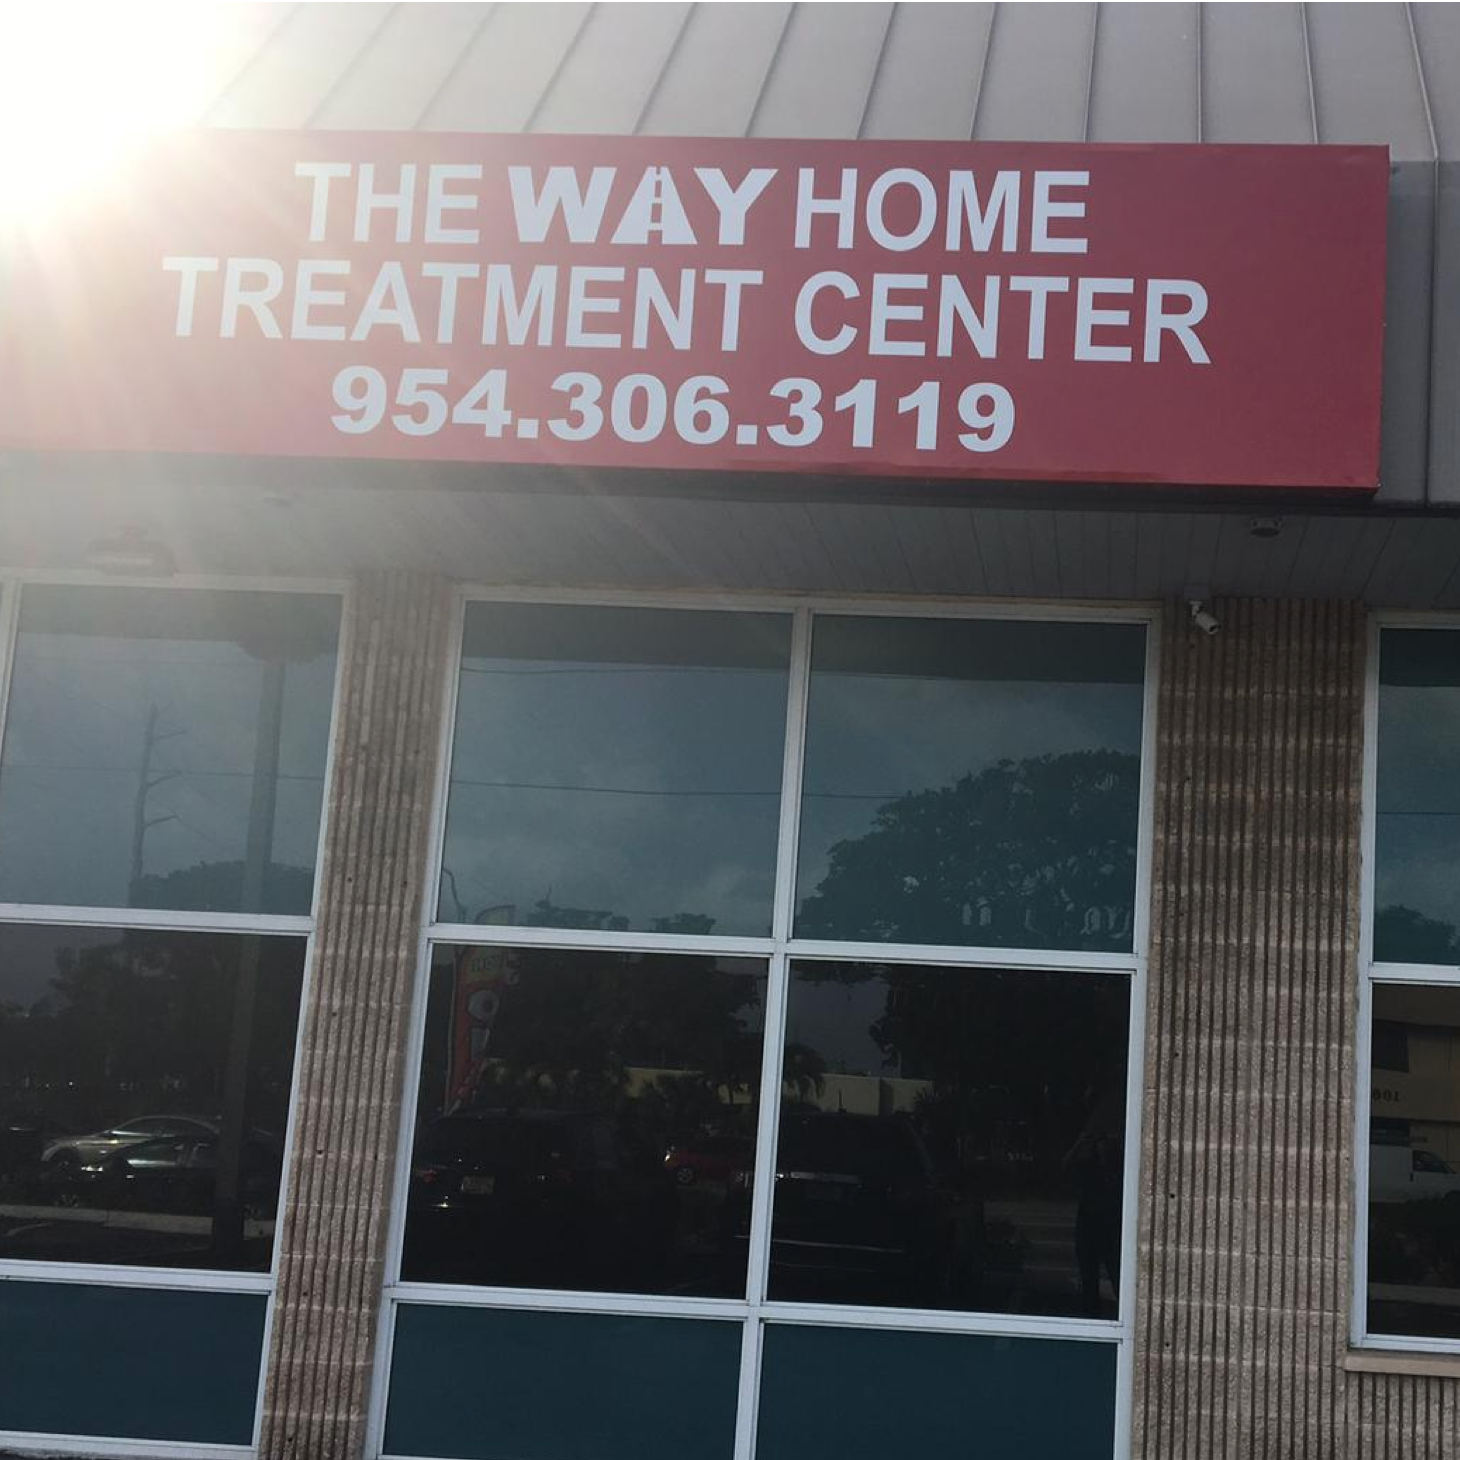 THE WAY HOME
TREATMENT CENTER
954.306.3119